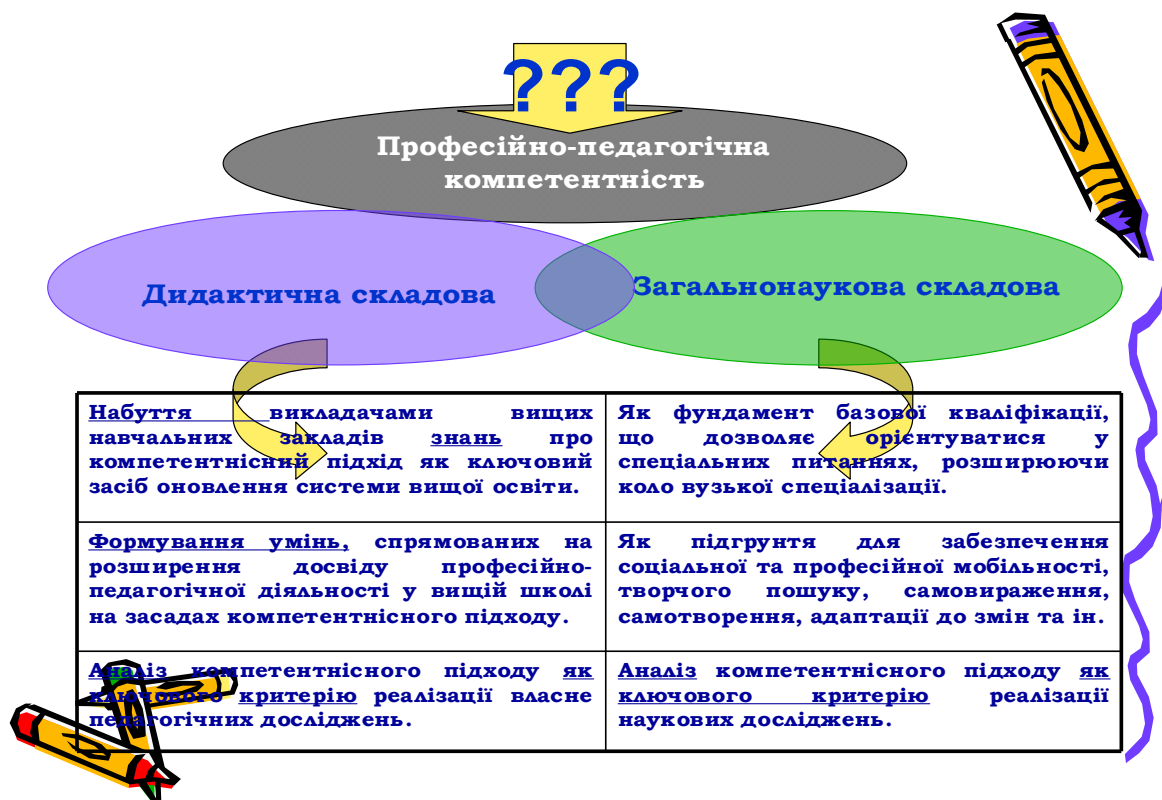 ???
Професійно-педагогічна
компетентність
Дидактична складова
Загальнонаукова складова
Набуття викладачами вищих
навчальних закладів знань про
компетентнісний підхід як ключовий
засіб оновлення системи вищої освіти.
Як фундамент базової кваліфікації,
що дозволяє орієнтуватися у
спеціальних питаннях, розширюючи
коло вузької спеціалізації.
Формування умінь, спрямованих на
розширення досвіду професійно-
педагогічної діяльності у вищій школі
на засадах компетентнісного підходу.
Як підгрунтя для забезпечення
соціальної та професійної мобільності,
творчого пошуку, самовираження,
самотворення, адаптації до змін та ін.
Аналіз компетентнісного підходу як
ключового критерію реалізації власне
педагогічних досліджень.
Аналіз компетентнісного підходу як
ключового критерію реалізації
наукових досліджень.